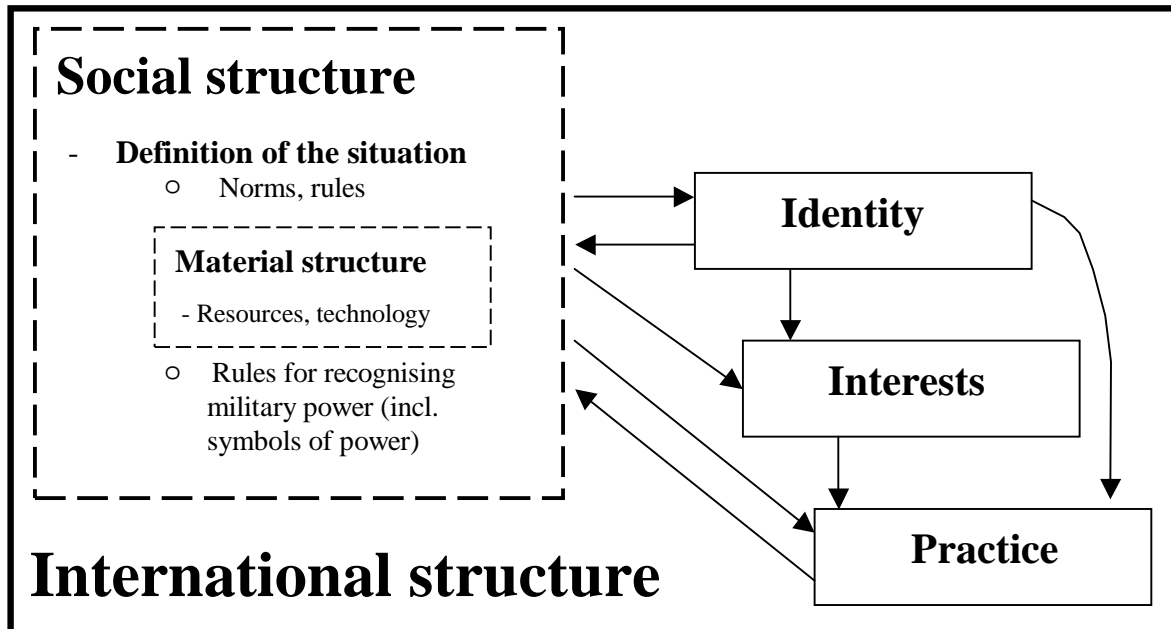 Social structure
- Definition of the situation
o Norms, rules
Material structure
- Resources, technology
o Rules for recognising
military power (incl.
symbols of power)
International structure
Identity
Interests
Practice